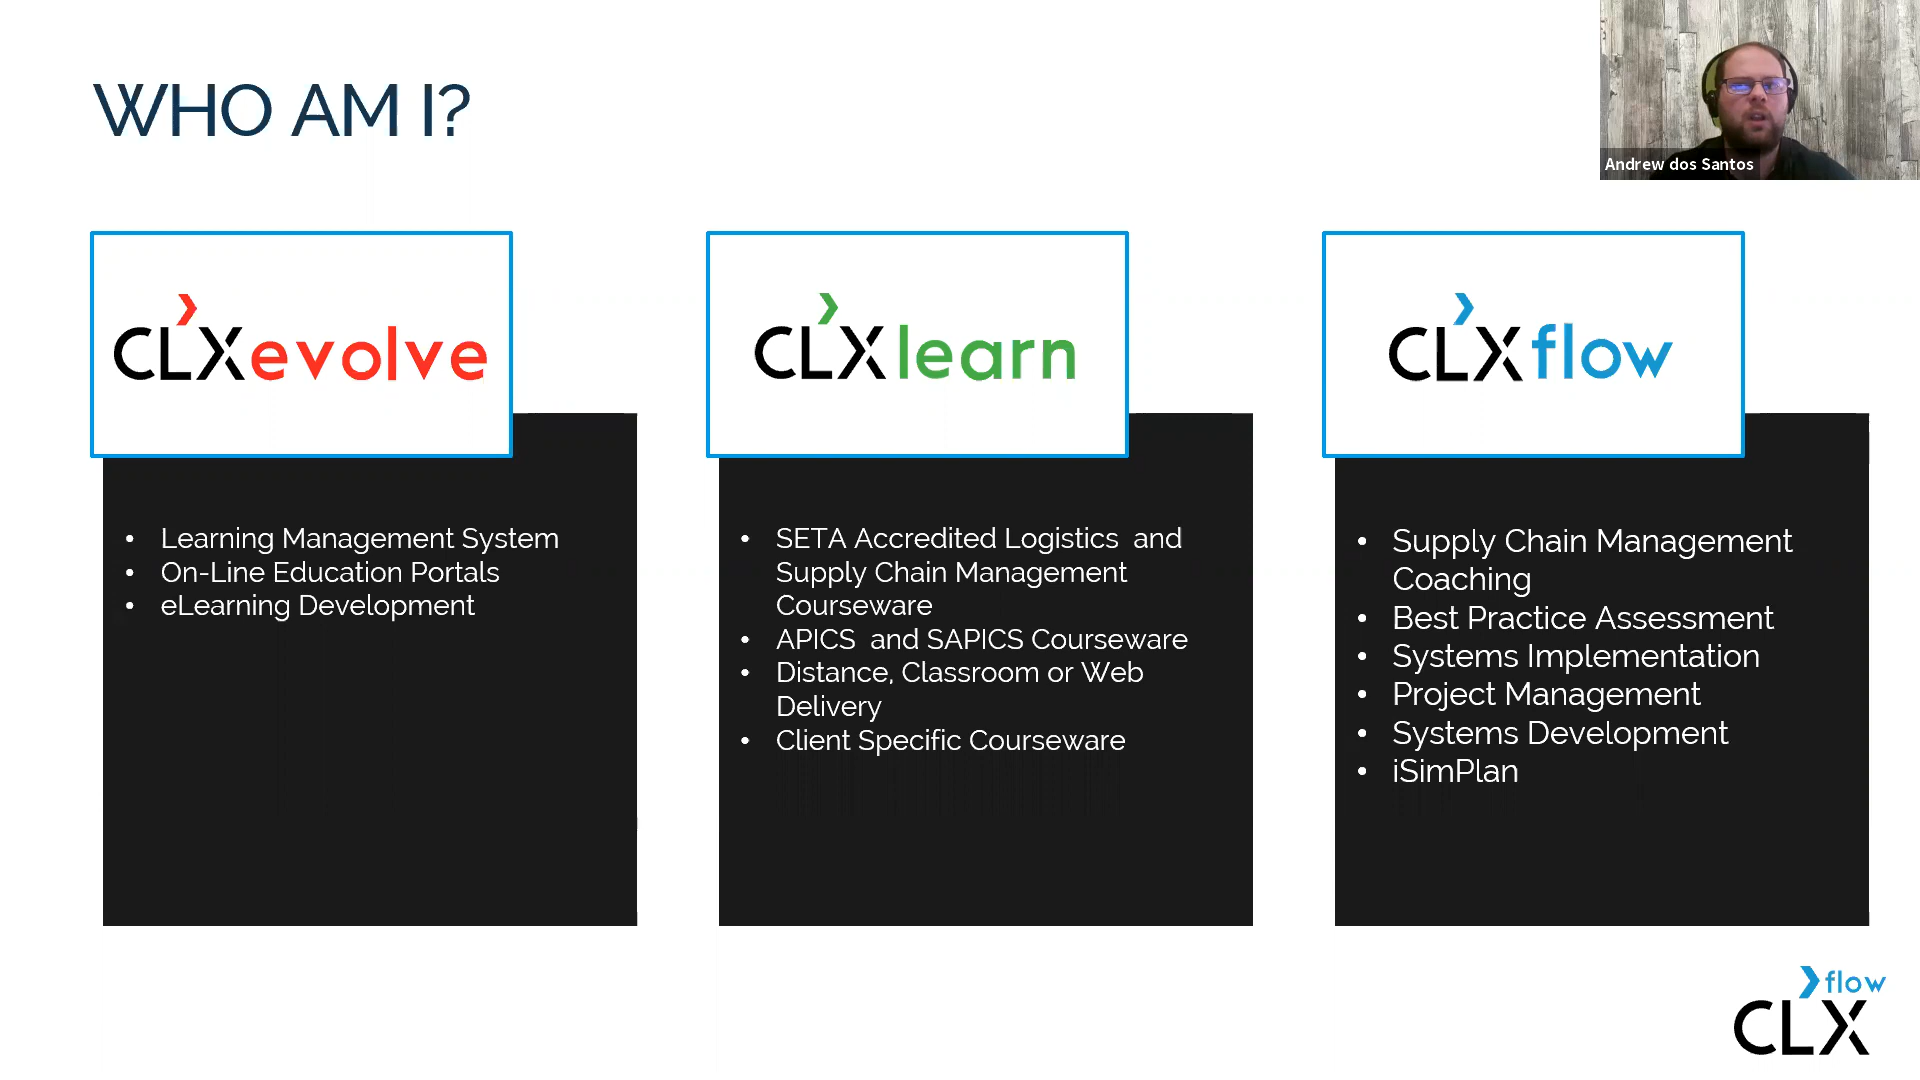 WHO AM I?
Andrew dos Santos
CLXevolve
Learning Management System
On-Line Education Portals
eLearning Development
CLXlearn
SETA Accredited Logistics and
Supply Chain Management
Courseware
APICS and SAPICS Courseware
Distance, Classroom or Web
Delivery
Client Specific Courseware
CLXflow
Supply Chain Management
Coaching
Best Practice Assessment
Systems Implementation
Project Management
Systems Development
iSimPlan
flow
CLX